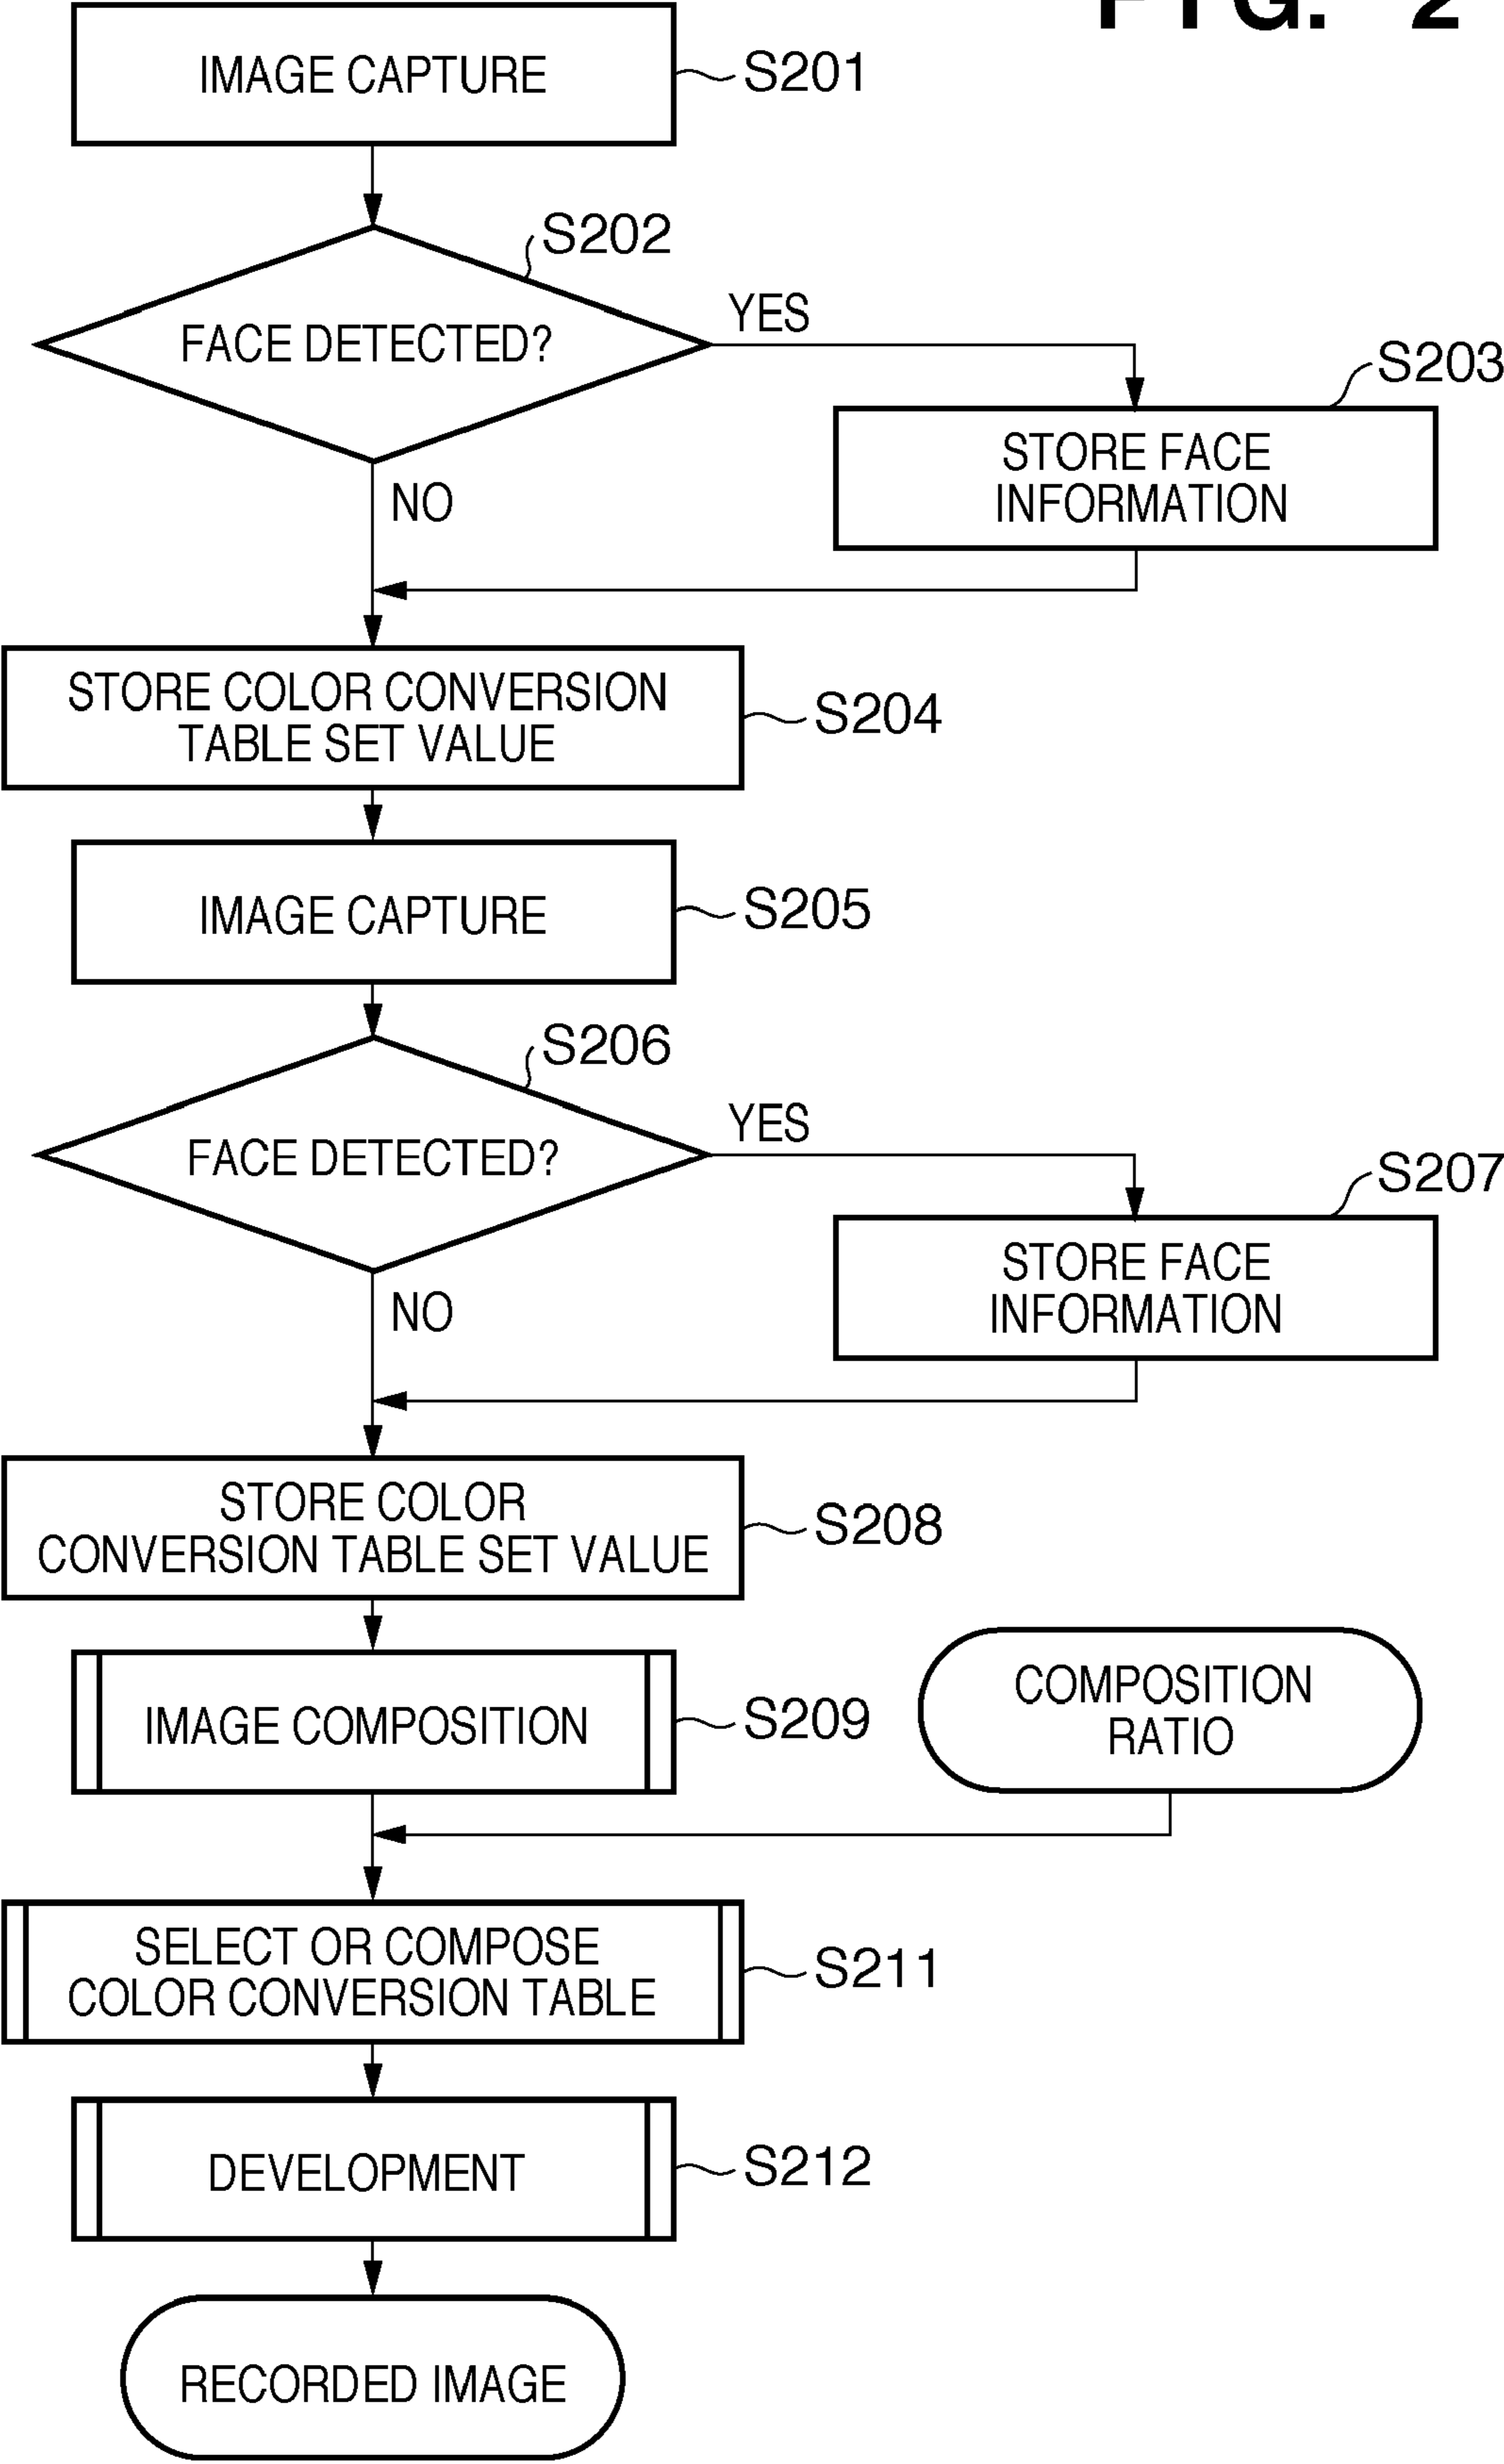 FIG. 2
IMAGE CAPTURE
S201
S202
FACE DETECTED?
YES
S203
STORE FACE
INFORMATION
NO
STORE COLOR CONVERSION
TABLE SET VALUE
S204
IMAGE CAPTURE
S205
S206
FACE DETECTED?
YES
S207
STORE FACE
INFORMATION
NO
STORE COLOR
CONVERSION TABLE SET VALUE
S208
IMAGE COMPOSITION
S209
COMPOSITION
RATIO
SELECT OR COMPOSE
COLOR CONVERSION TABLE
S211
DEVELOPMENT
S212
RECORDED IMAGE